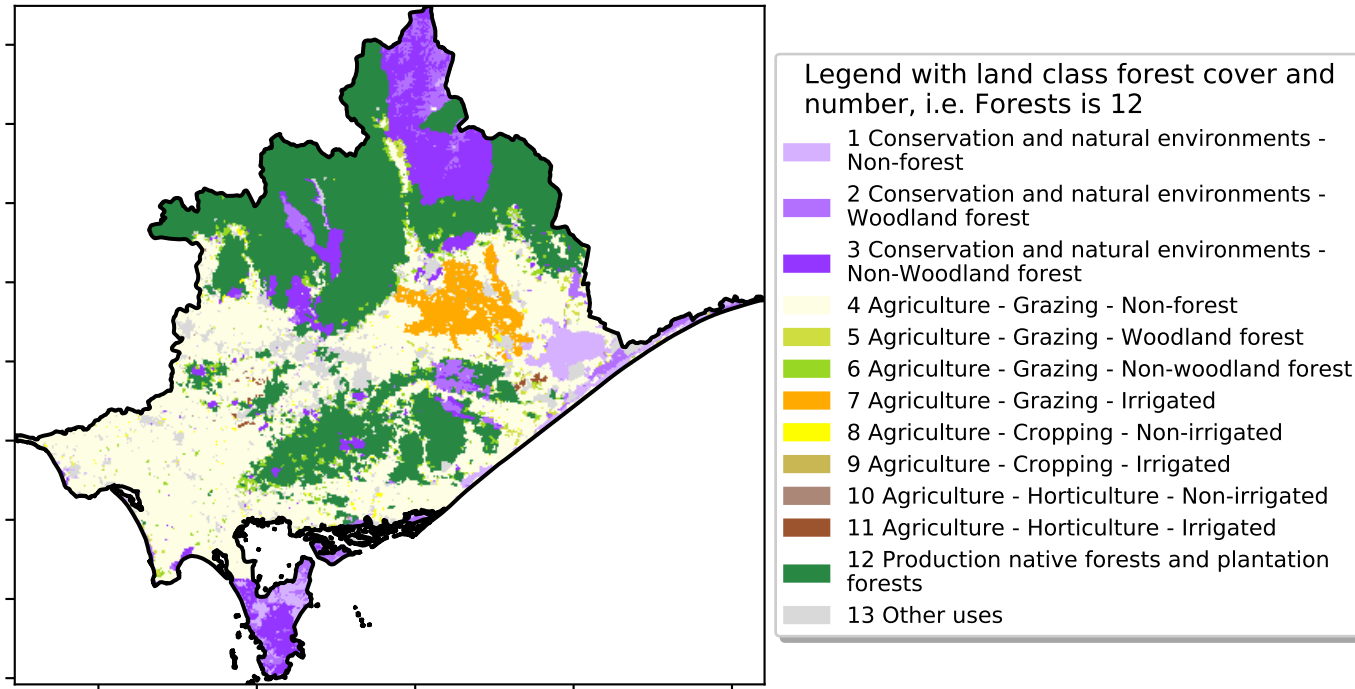 Legend with land class forest cover and
number, i.e. Forests is 12
1 Conservation and natural environments -
Non-forest
2 Conservation and natural environments -
Woodland forest
3 Conservation and natural environments -
Non-Woodland forest
4 Agriculture - Grazing - Non-forest
5 Agriculture - Grazing - Woodland forest
6 Agriculture - Grazing - Non-woodland forest
7 Agriculture - Grazing - Irrigated
8 Agriculture - Cropping - Non-irrigated
9 Agriculture - Cropping - Irrigated
10 Agriculture - Horticulture - Non-irrigated
11 Agriculture - Horticulture - Irrigated
12 Production native forests and plantation
forests
13 Other uses